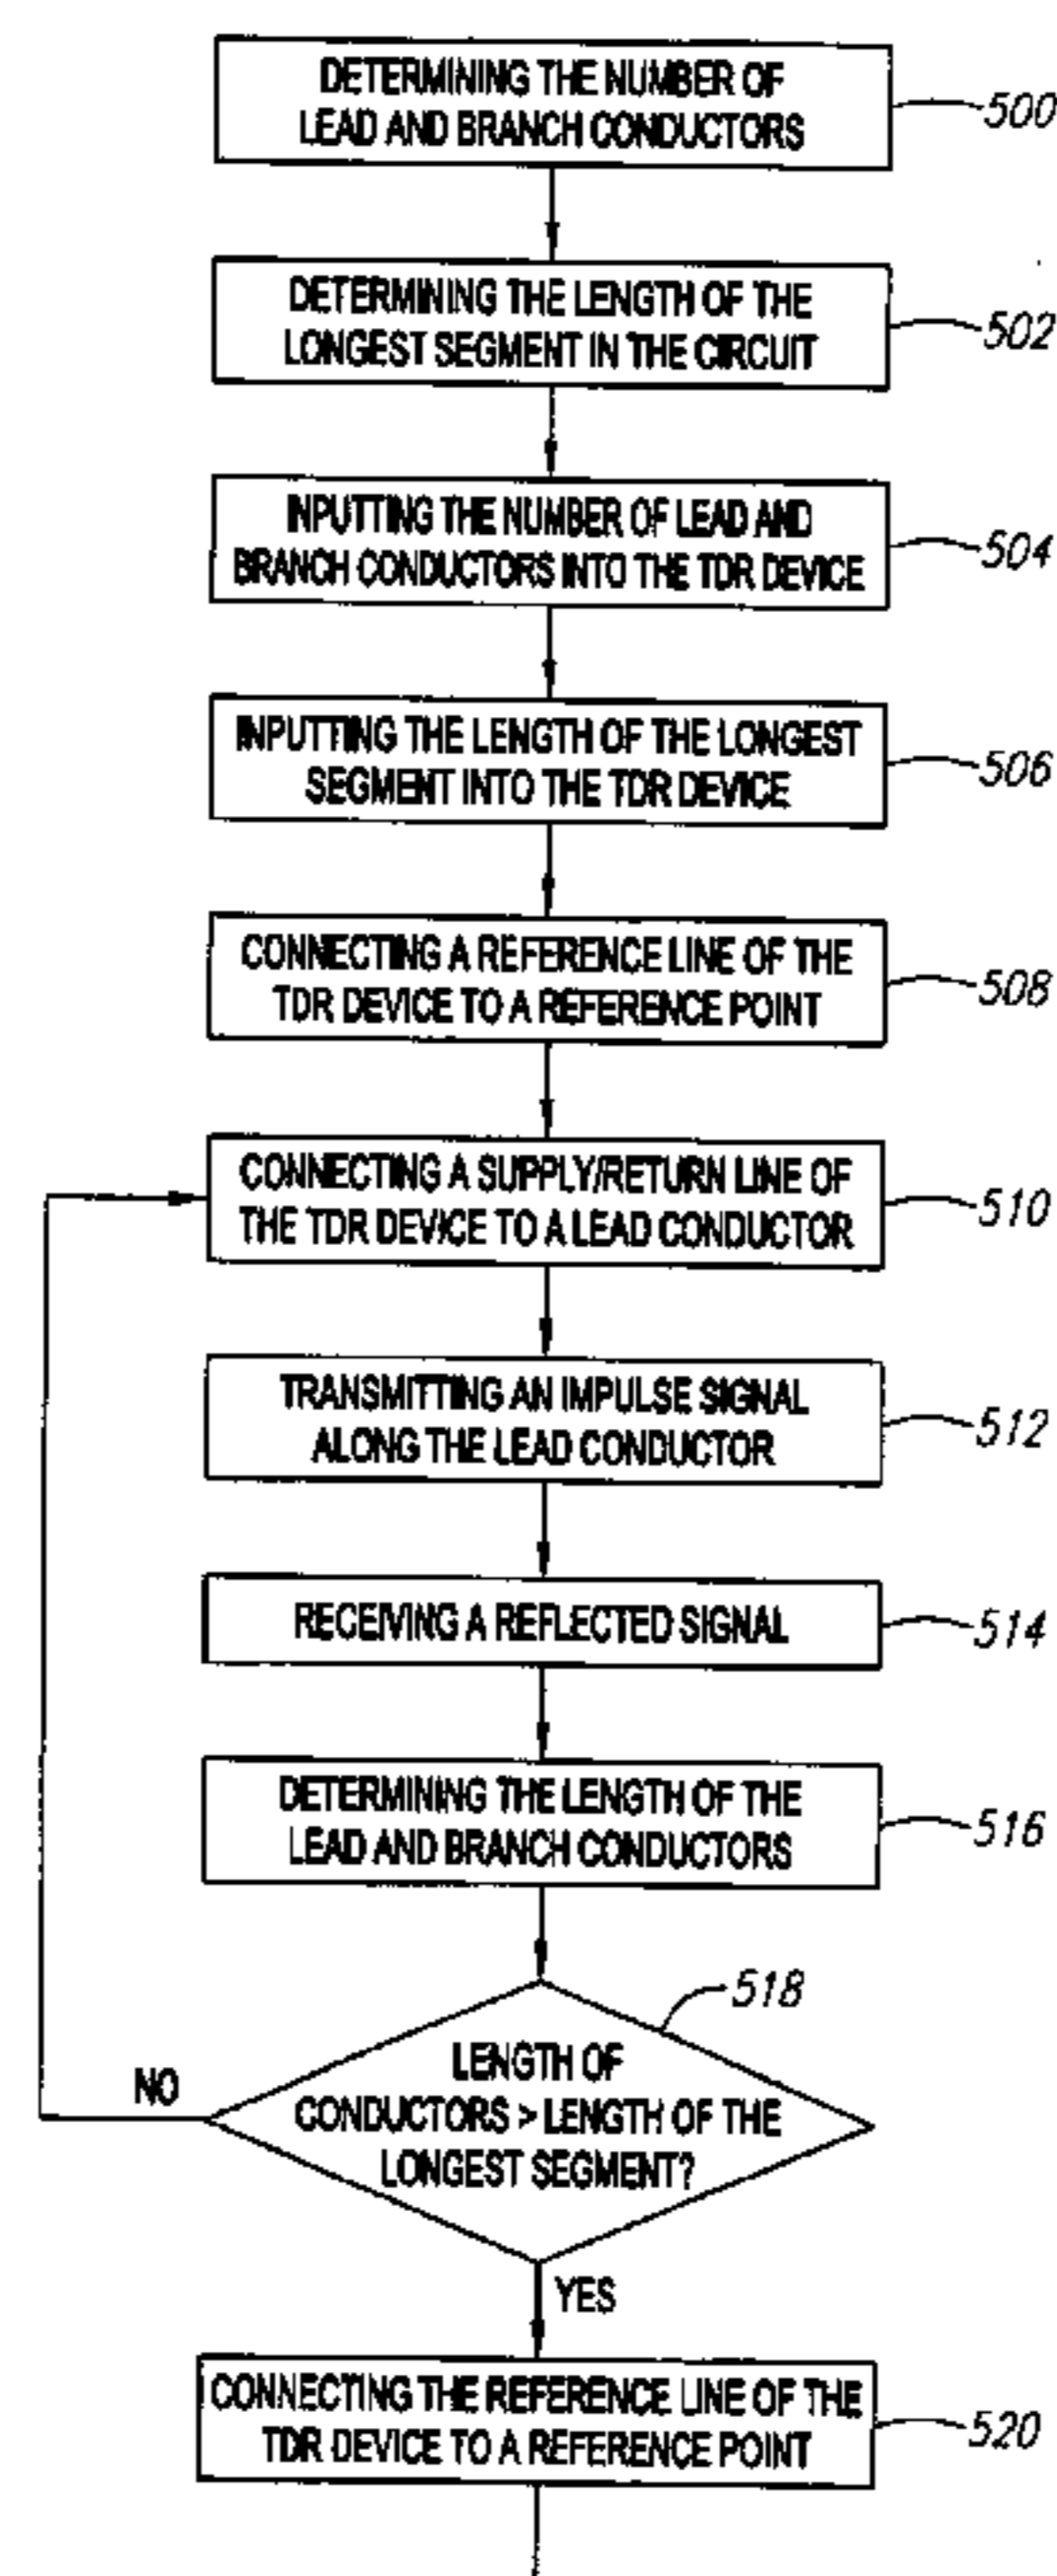 DETERMINING THE NUMBER OF
LEAD AND BRANCH CONDUCTORS
500
DETERMINING THE LENGTH OF THE
LONGEST SEGMENT IN THE CIRCUIT
502
INPUTTING THE NUMBER OF LEAD AND
BRANCH CONDUCTORS INTO THE TDR DEVICE
504
INPUTTING THE LENGTH OF THE LONGEST
SEGMENT INTO THE TDR DEVICE
506
CONNECTING A REFERENCE LINE OF THE
TDR DEVICE TO A REFERENCE POINT
508
CONNECTING A SUPPLY/RETURN LINE OF
THE TDR DEVICE TO A LEAD CONDUCTOR
510
TRANSMITTING AN IMPULSE SIGNAL
ALONG THE LEAD CONDUCTOR
512
RECEIVING A REFLECTED SIGNAL
514
DETERMINING THE LENGTH OF THE
LEAD AND BRANCH CONDUCTORS
516
518
LENGTH OF
CONDUCTORS > LENGTH OF THE
LONGEST SEGMENT?
NO
YES
CONNECTING THE REFERENCE LINE OF THE
TDR DEVICE TO A REFERENCE POINT
520